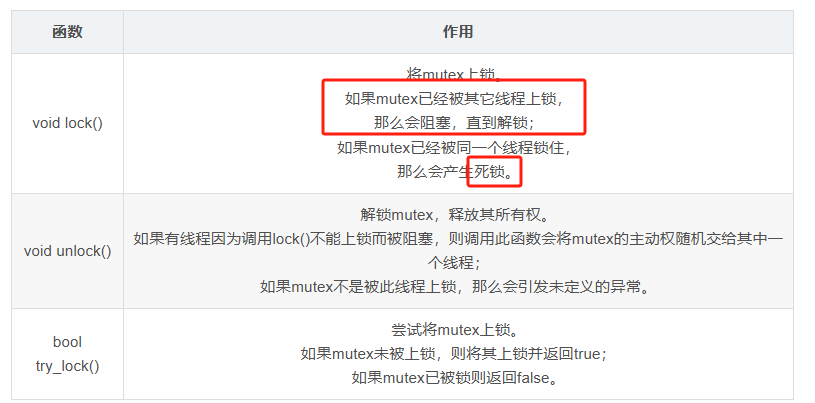 函数
作用
void lock()
将mutex上锁。
如果mutex已经被其它线程上锁，
那么会阻塞，直到解锁；
如果mutex已经被同一个线程锁住，
那么会产生死锁。
void unlock()
解锁mutex，释放其所有权。
如果有线程因为调用lock()不能上锁而被阻塞，则调用此函数会将mutex的主动权随机交给其中一
个线程；
如果mutex不是被此线程上锁，那么会引发未定义的异常。
bool
try_lock()
尝试将mutex上锁。
如果mutex未被上锁，则将其上锁并返回true；
如果mutex已被锁则返回false。